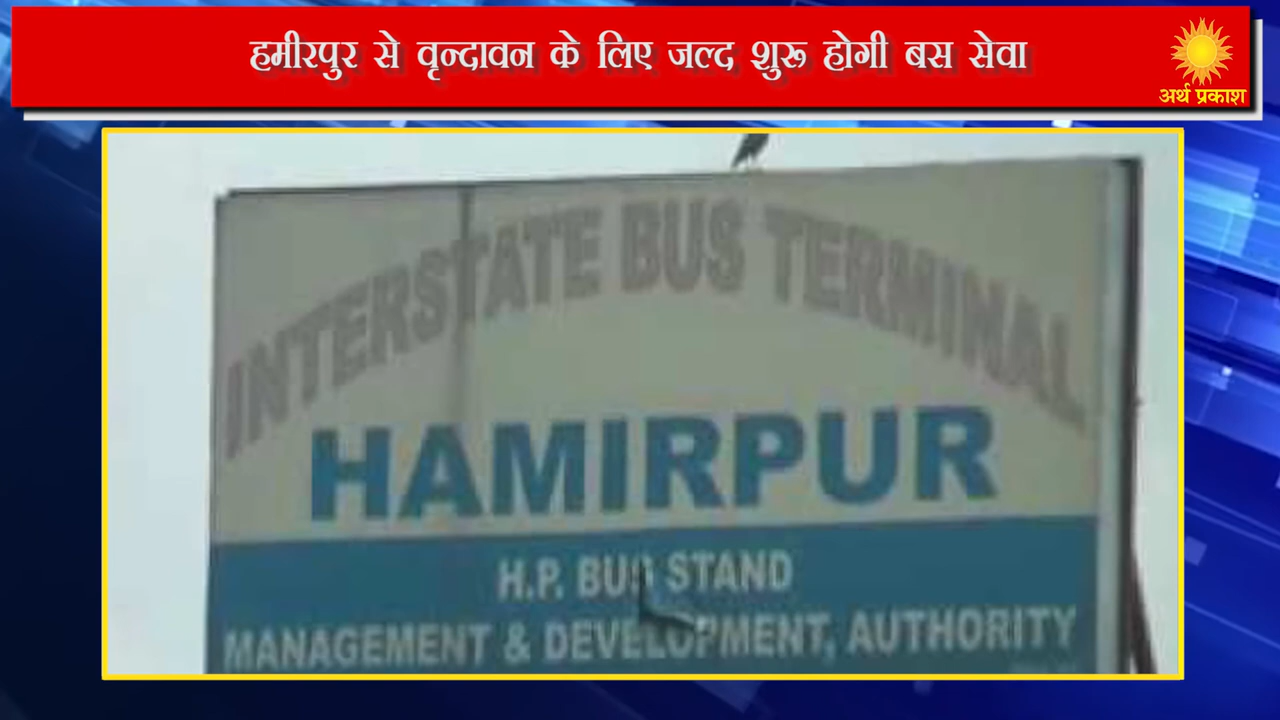 हमीरपुर से वृन्दावन के लिए जल्द शुरू होगी बस सेवा
अर्थ प्रकाश
INTERSTATE BUS TERMINAL
HAMIRPUR
H.P. BUS STAND
MANAGEMENT & DEVELOPMENT, AUTHORITY